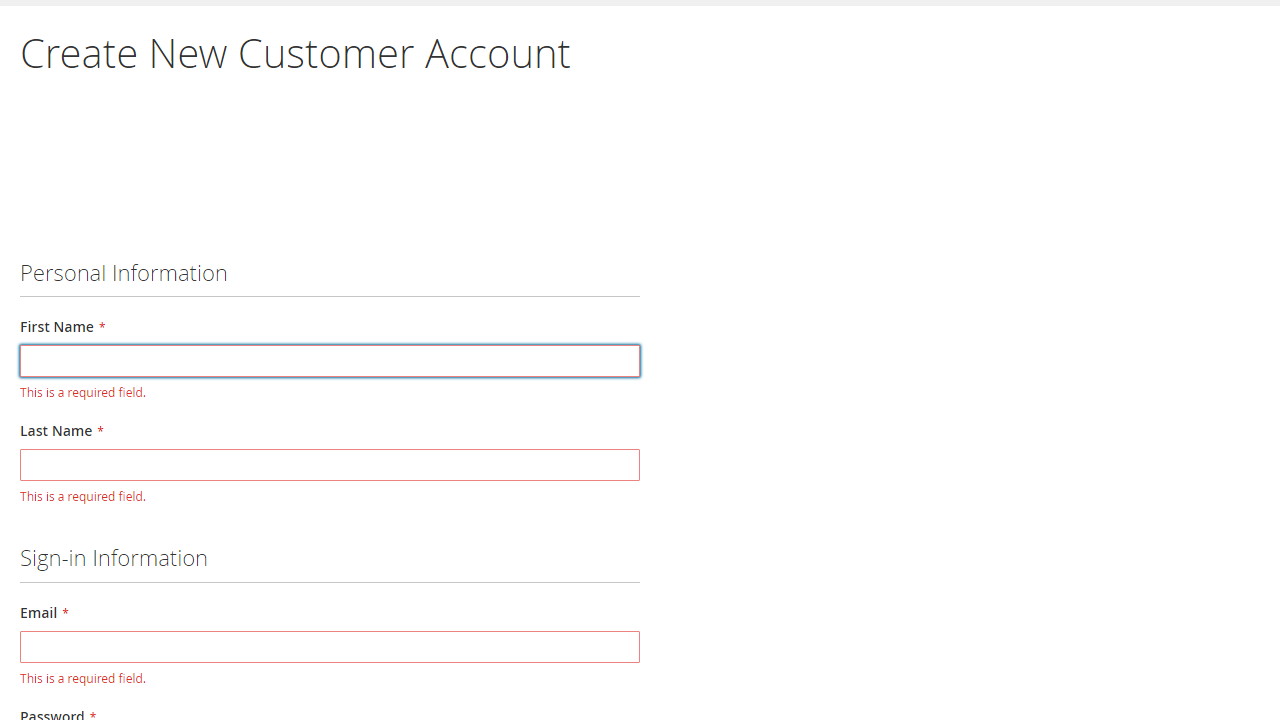 Create New Customer Account
Personal Information
First Name *
This is a required field.
Last Name *
This is a required field.
Sign-in Information
Email *
This is a required field.
Password *